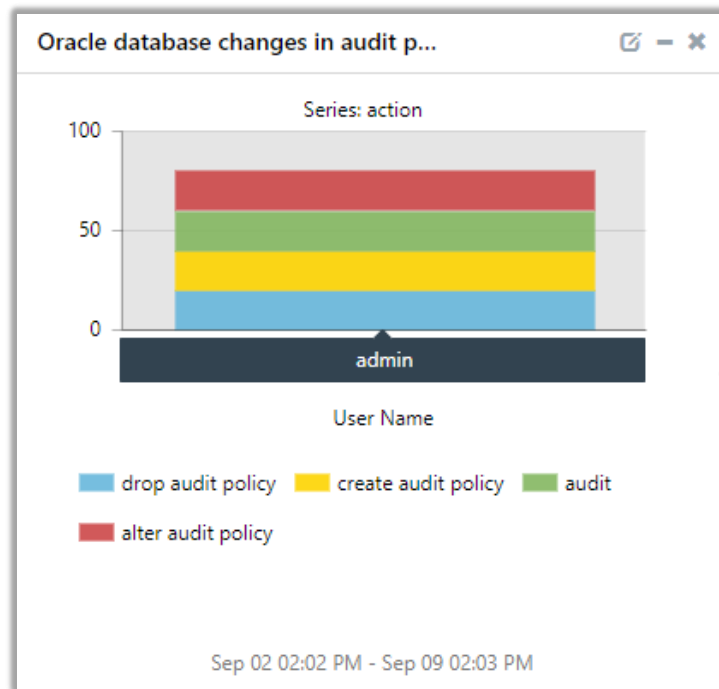 Oracle database changes in audit p...
Series: action
100
50
0
admin
User Name
drop audit policy create audit policy audit
alter audit policy
Sep 02 02:02 PM - Sep 09 02:03 PM